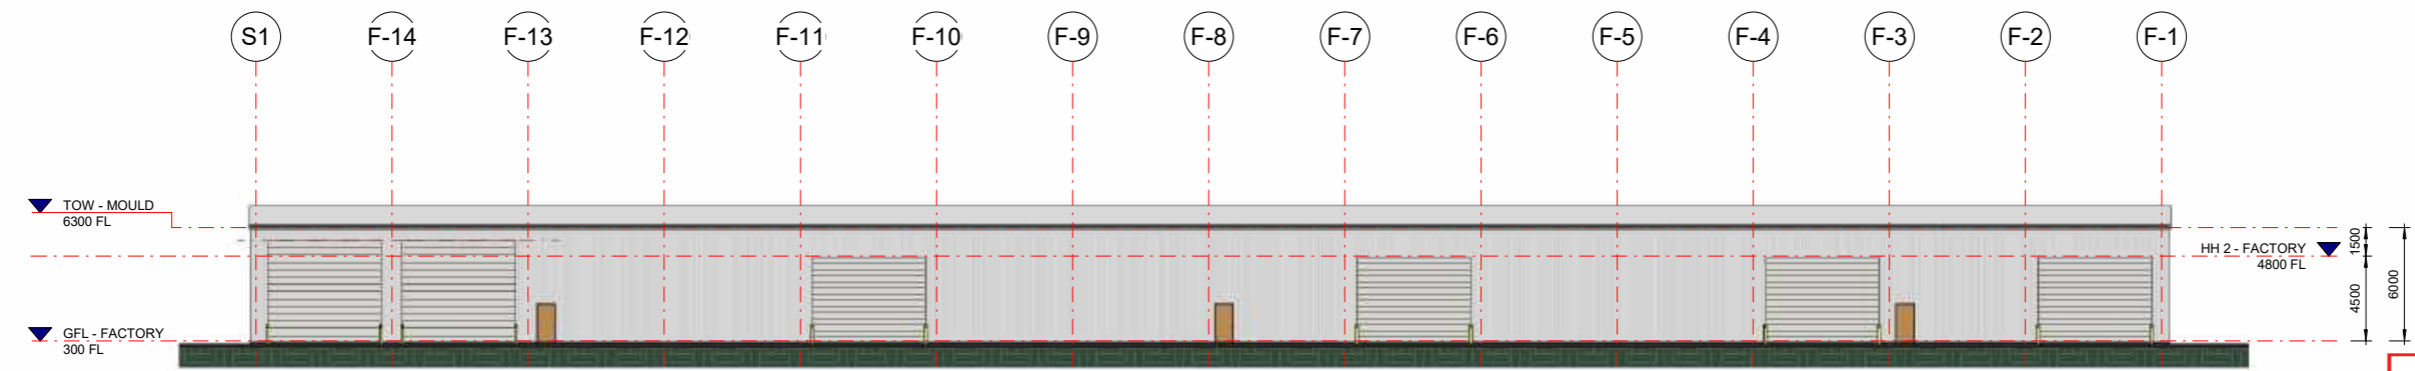 S1 F-14 F-13 F-12 F-11 F-10 F-9 F-8 F-7 F-6 F-5 F-4 F-3 F-2 F-1
TOW - MOULD
6300 FL
HH 2 - FACTORY
4800 FL
1500
4500
6000
GFL - FACTORY
300 FL